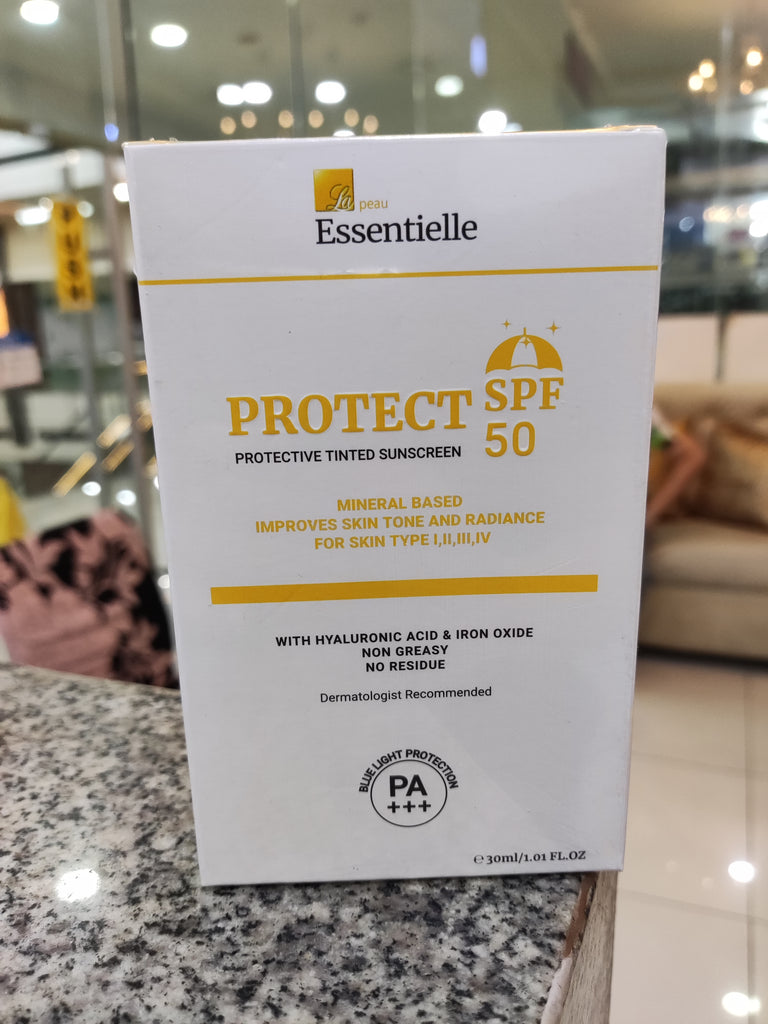 La peau
Essentielle
PROTECT SPF
50
PROTECTIVE TINTED SUNSCREEN
MINERAL BASED
IMPROVES SKIN TONE AND RADIANCE
FOR SKIN TYPE I,II,III,IV
WITH HYALURONIC ACID & IRON OXIDE
NON GREASY
NO RESIDUE
Dermatologist Recommended
BLUE LIGHT PROTECTION
PA
+++
℮ 30ml/1.01 FL.OZ
PUSH